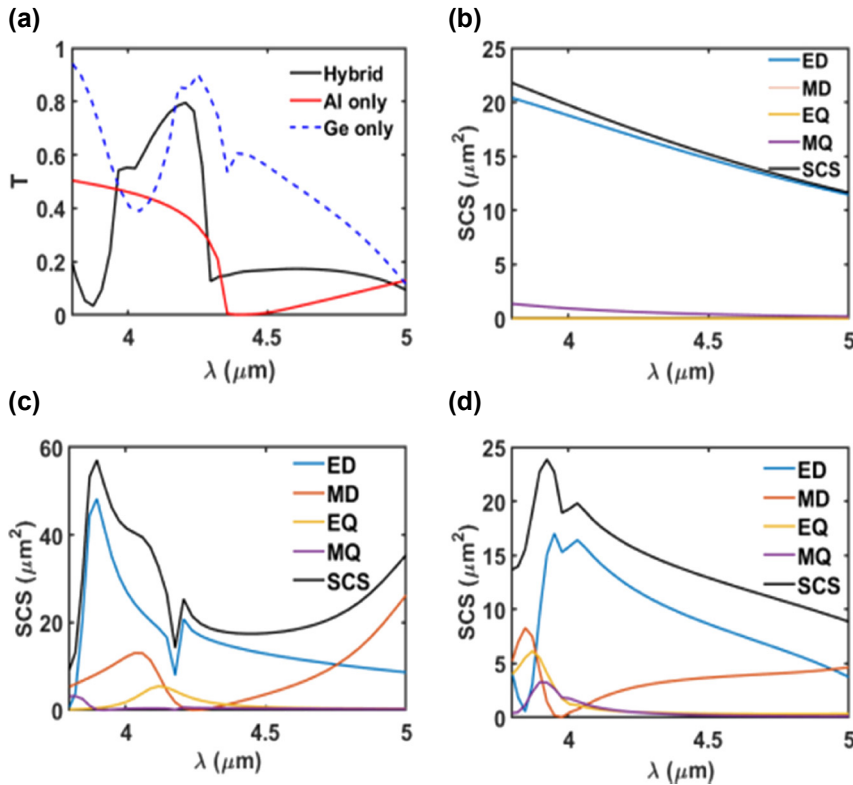 (a)
1
0.8
0.6
0.4
0.2
0
T
Hybrid
Al only
Ge only
4
4.5
5
λ (μm)
(b)
25
20
15
10
5
0
SCS (μm²)
ED
MD
EQ
MQ
SCS
4
4.5
5
λ (μm)
(c)
60
40
20
0
SCS (μm²)
ED
MD
EQ
MQ
SCS
4
4.5
5
λ (μm)
(d)
25
20
15
10
5
0
SCS (μm²)
ED
MD
EQ
MQ
SCS
4
4.5
5
λ (μm)